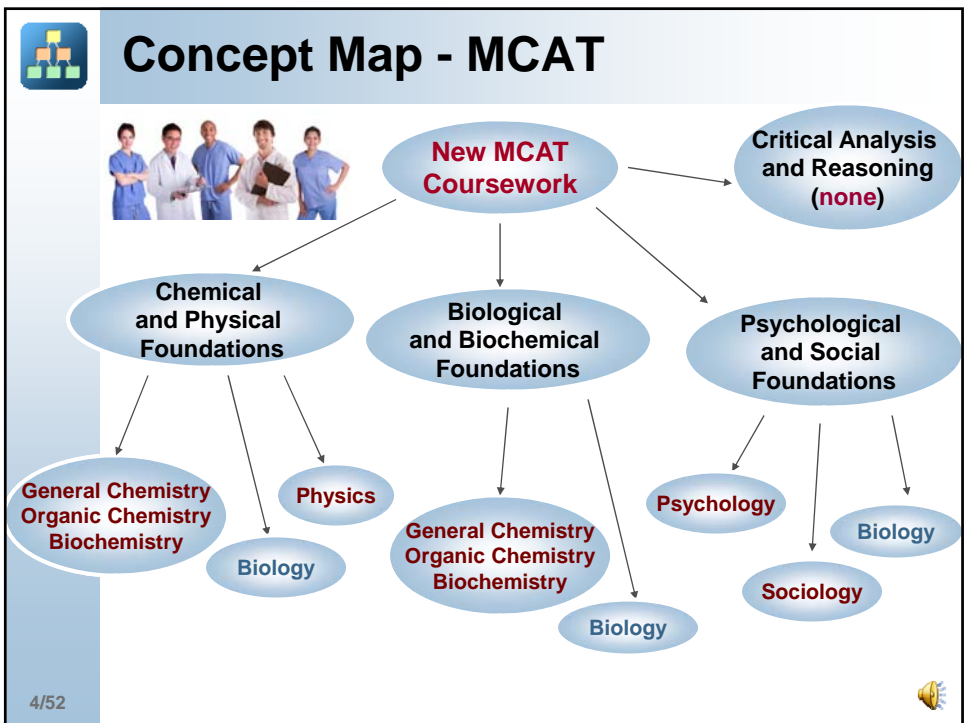 Concept Map - MCAT
New MCAT
Coursework
Critical Analysis
and Reasoning
(none)
Chemical
and Physical
Foundations
Biological
and Biochemical
Foundations
Psychological
and Social
Foundations
General Chemistry
Organic Chemistry
Biochemistry
Biology
Physics
General Chemistry
Organic Chemistry
Biochemistry
Biology
Psychology
Sociology
Biology
4/52